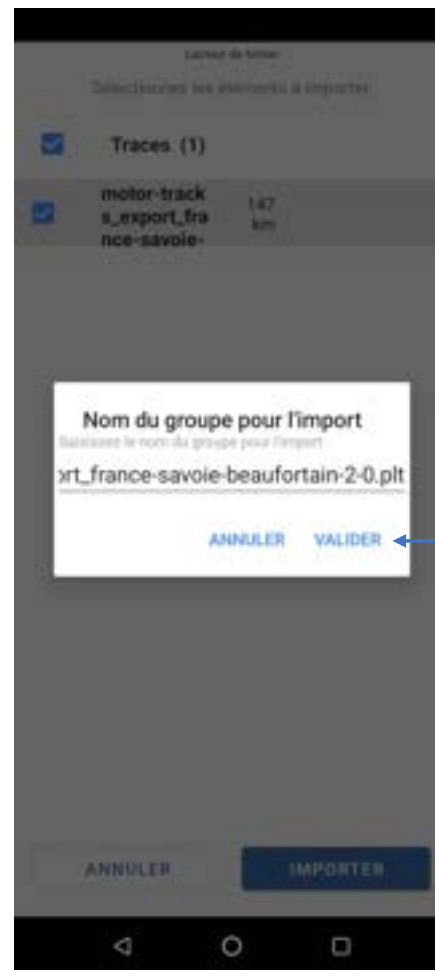 Lecteur de fichier
Sélectionnez les éléments à importer
Traces (1)
motor-track
s_export_fra
nce-savoie-
147
km
Nom du groupe pour l'import
Saisissez le nom du groupe pour l'import
ort_france-savoie-beaufortain-2-0.plt
ANNULER VALIDER
ANNULER IMPORTER